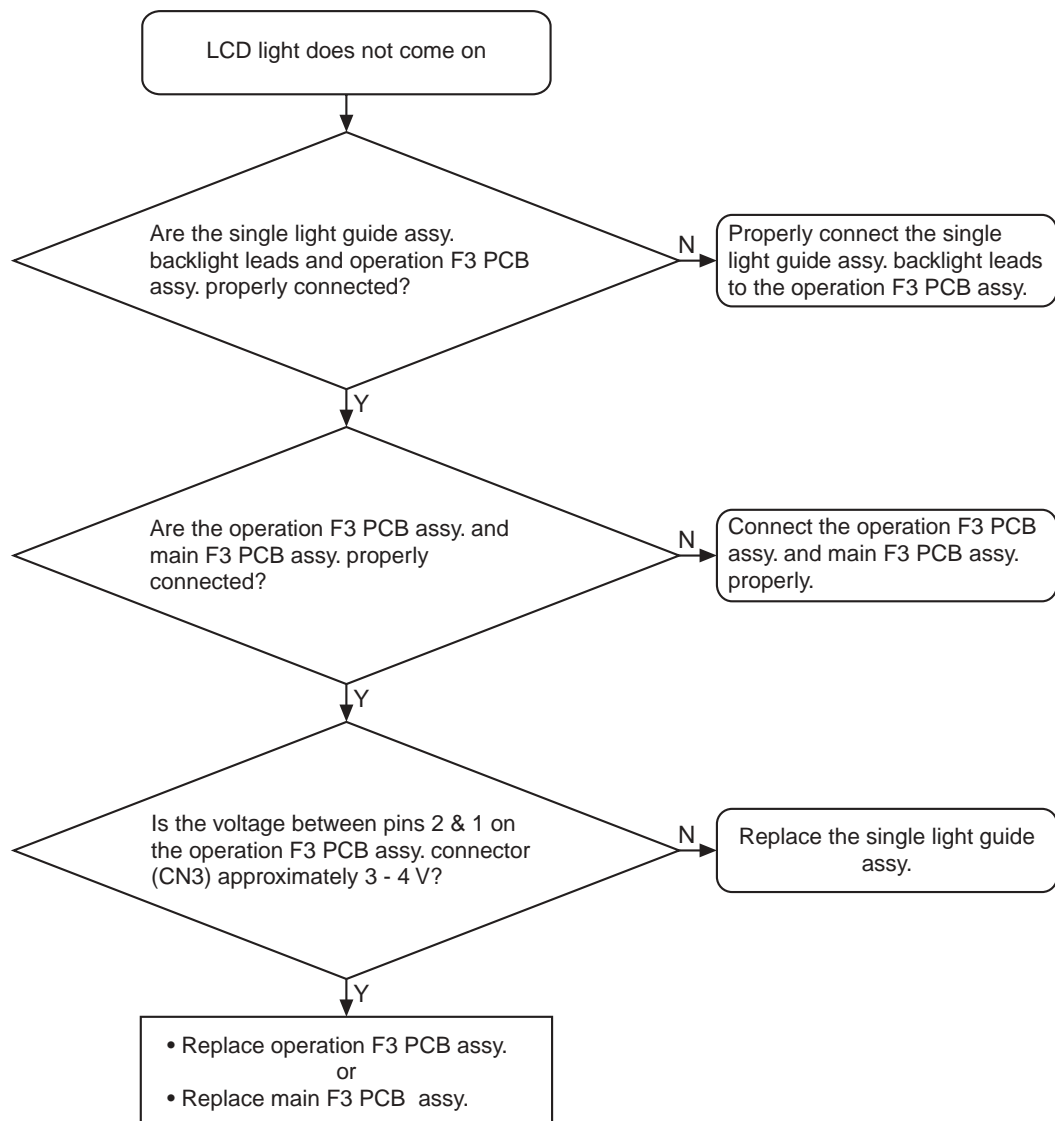 LCD light does not come on
Are the single light guide assy.
backlight leads and operation F3 PCB
assy. properly connected?
N
Properly connect the single
light guide assy. backlight leads
to the operation F3 PCB assy.
Y
Are the operation F3 PCB assy. and
main F3 PCB assy. properly
connected?
N
Connect the operation F3 PCB
assy. and main F3 PCB assy.
properly.
Y
Is the voltage between pins 2 & 1 on
the operation F3 PCB assy. connector
(CN3) approximately 3 - 4 V?
N
Replace the single light guide
assy.
Y
• Replace operation F3 PCB assy.
or
• Replace main F3 PCB  assy.